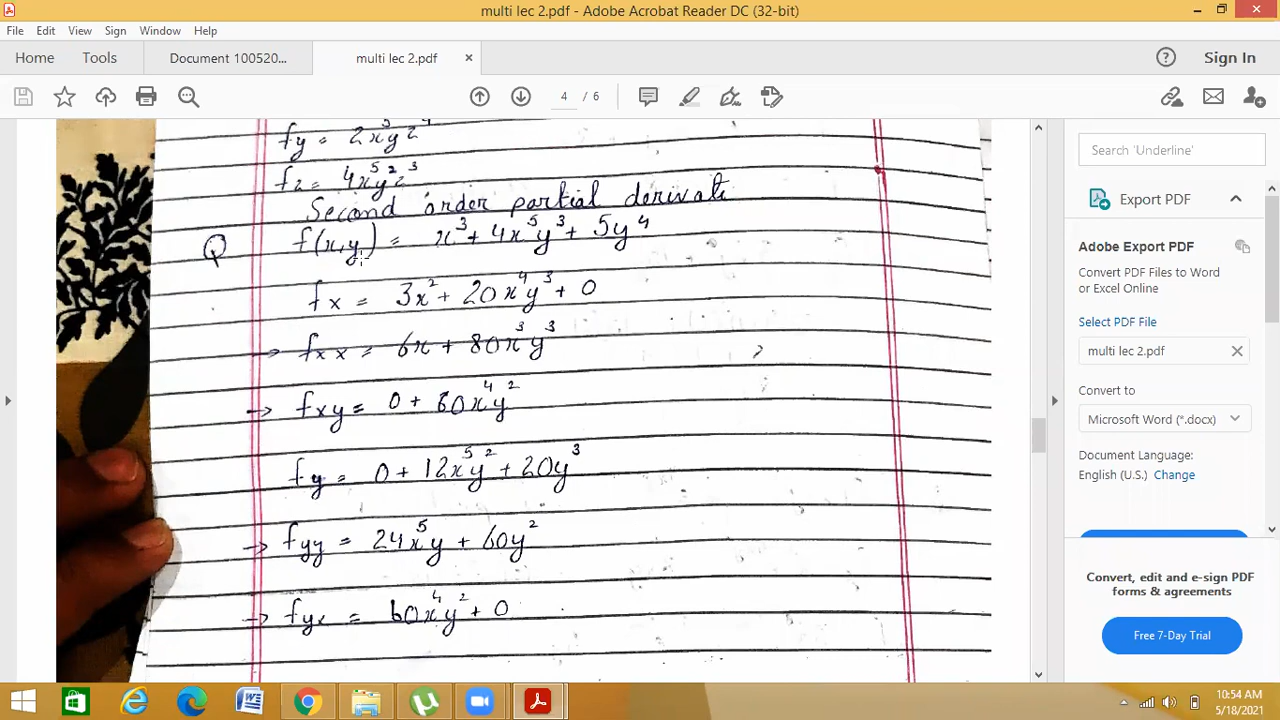 multi lec 2.pdf - Adobe Acrobat Reader DC (32-bit)
File Edit View Sign Window Help
Home Tools Document 100520... multi lec 2.pdf × Sign In
4 / 6
fy = 2x³yz⁴
fz = 4x⁵y²z³
Second order partial derivati
Q f(x,y) = x³ + 4x⁵y³ + 5y⁴
fx = 3x² + 20x⁴y³ + 0
→ fxx = 6x + 80x³y³
→ fxy = 0 + 60x⁴y²
fy = 0 + 12x⁵y² + 20y³
→ fyy = 24x⁵y + 60y²
→ fyx = 60x⁴y² + 0
Search 'Underline'
Export PDF
Adobe Export PDF
Convert PDF Files to Word
or Excel Online
Select PDF File
multi lec 2.pdf
Convert to
Microsoft Word (*.docx)
Document Language:
English (U.S.) Change
Convert, edit and e-sign PDF
forms & agreements
Free 7-Day Trial
10:54 AM
5/18/2021